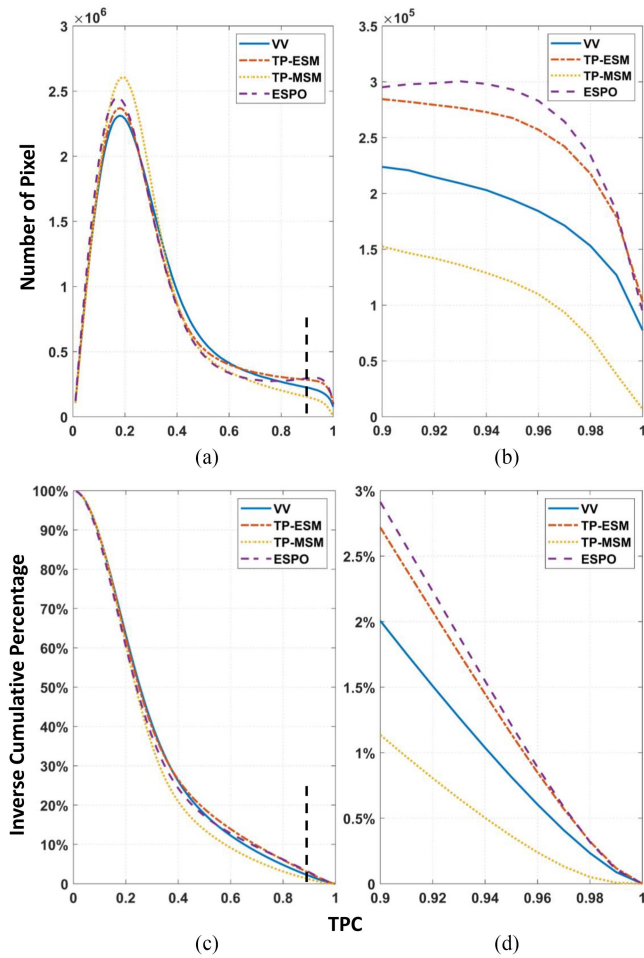 ×10⁶
3
2.5
2
1.5
1
0.5
0
0 0.2 0.4 0.6 0.8 1
VV
TP-ESM
TP-MSM
ESPO
Number of Pixel
(a)
×10⁵
3.5
3
2.5
2
1.5
1
0.5
0
0.9 0.92 0.94 0.96 0.98 1
VV
TP-ESM
TP-MSM
ESPO
(b)
100%
90%
80%
70%
60%
50%
40%
30%
20%
10%
0
0 0.2 0.4 0.6 0.8 1
VV
TP-ESM
TP-MSM
ESPO
Inverse Cumulative Percentage
(c)
3%
2.5%
2%
1.5%
1%
0.5%
0
0.9 0.92 0.94 0.96 0.98 1
VV
TP-ESM
TP-MSM
ESPO
TPC
(d)